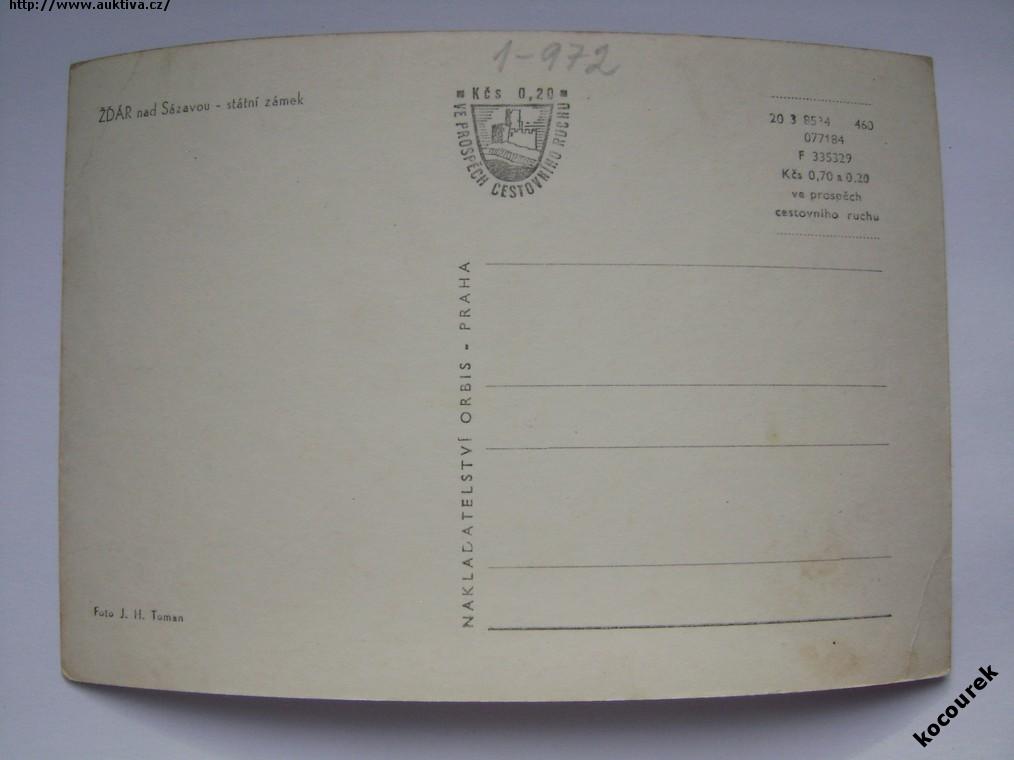 http://www.auktiva.cz/
1-972
ŽĎÁR nad Sázavou - státní zámek
Kčs 0,20
VE PROSPĚCH CESTOVNÍHO RUCHU
20 3 8534 460
077184
F 335329
Kčs 0,70 a 0.20
ve prospěch
cestovního ruchu
NAKLADATELSTVÍ ORBIS - PRAHA
Foto J. H. Toman
kocourek